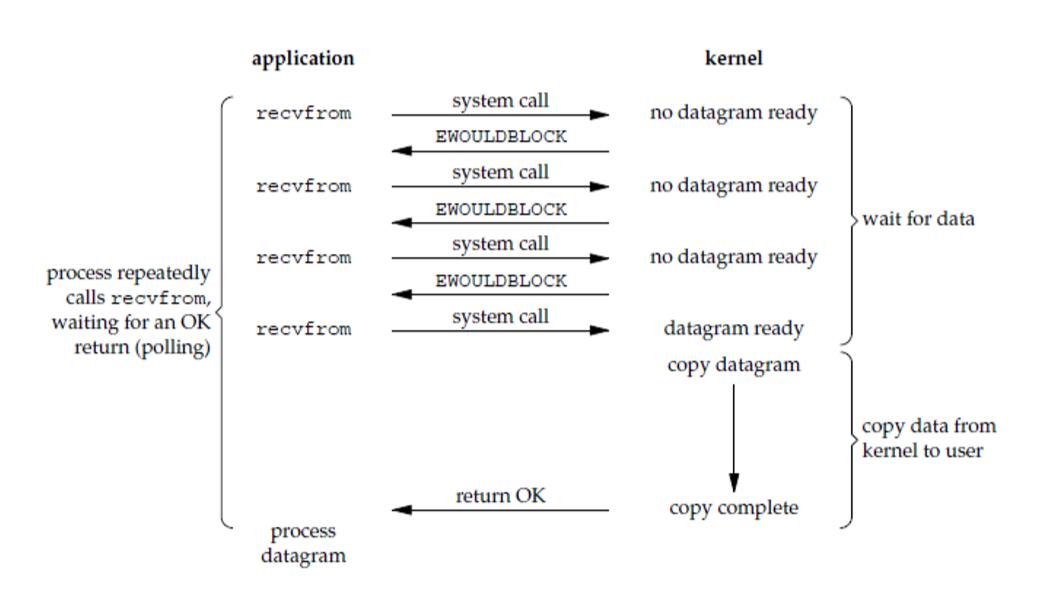 application
kernel
recvfrom
system call
no datagram ready
EWOULDBLOCK
recvfrom
system call
no datagram ready
EWOULDBLOCK
wait for data
recvfrom
system call
no datagram ready
EWOULDBLOCK
process repeatedly
calls recvfrom,
waiting for an OK
return (polling)
recvfrom
system call
datagram ready
copy datagram
copy data from
kernel to user
return OK
copy complete
process
datagram